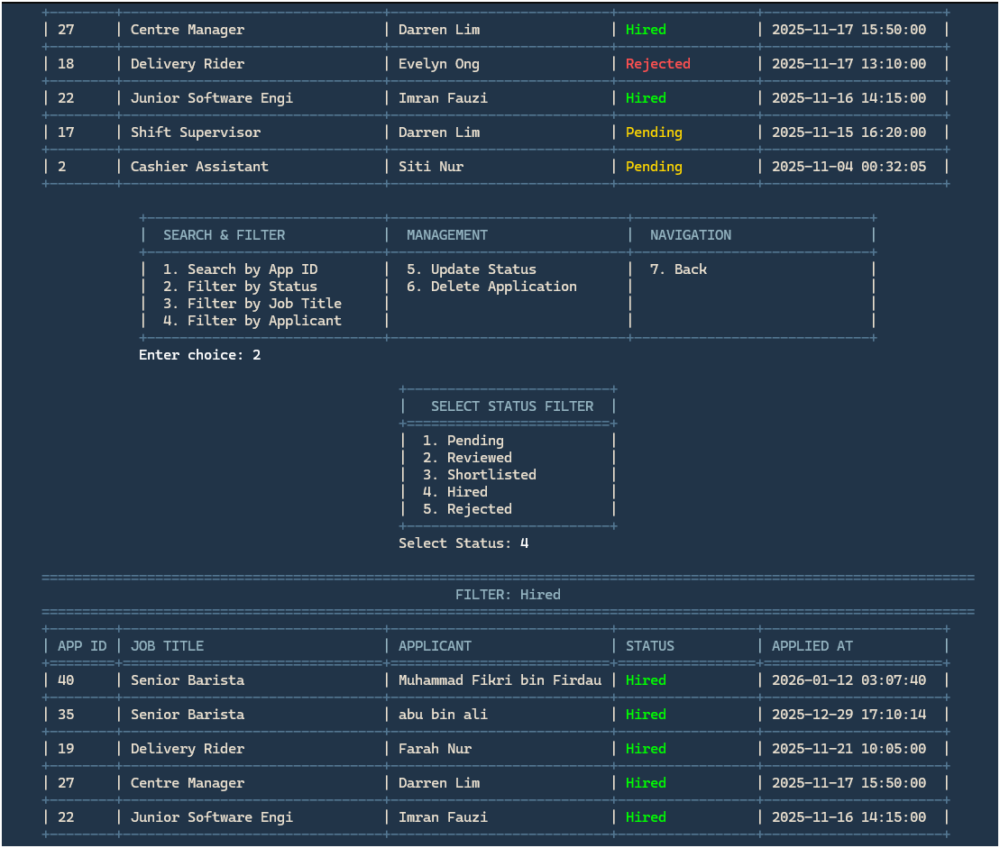 | 27 | Centre Manager | Darren Lim | Hired | 2025-11-17 15:50:00 |
| 18 | Delivery Rider | Evelyn Ong | Rejected | 2025-11-17 13:10:00 |
| 22 | Junior Software Engi | Imran Fauzi | Hired | 2025-11-16 14:15:00 |
| 17 | Shift Supervisor | Darren Lim | Pending | 2025-11-15 16:20:00 |
| 2 | Cashier Assistant | Siti Nur | Pending | 2025-11-04 00:32:05 |
| SEARCH & FILTER | MANAGEMENT | NAVIGATION |
| 1. Search by App ID | 5. Update Status | 7. Back |
| 2. Filter by Status | 6. Delete Application | |
| 3. Filter by Job Title | | |
| 4. Filter by Applicant | | |
Enter choice: 2
| SELECT STATUS FILTER |
| 1. Pending |
| 2. Reviewed |
| 3. Shortlisted |
| 4. Hired |
| 5. Rejected |
Select Status: 4
FILTER: Hired
| APP ID | JOB TITLE | APPLICANT | STATUS | APPLIED AT |
| 40 | Senior Barista | Muhammad Fikri bin Firdau | Hired | 2026-01-12 03:07:40 |
| 35 | Senior Barista | abu bin ali | Hired | 2025-12-29 17:10:14 |
| 19 | Delivery Rider | Farah Nur | Hired | 2025-11-21 10:05:00 |
| 27 | Centre Manager | Darren Lim | Hired | 2025-11-17 15:50:00 |
| 22 | Junior Software Engi | Imran Fauzi | Hired | 2025-11-16 14:15:00 |